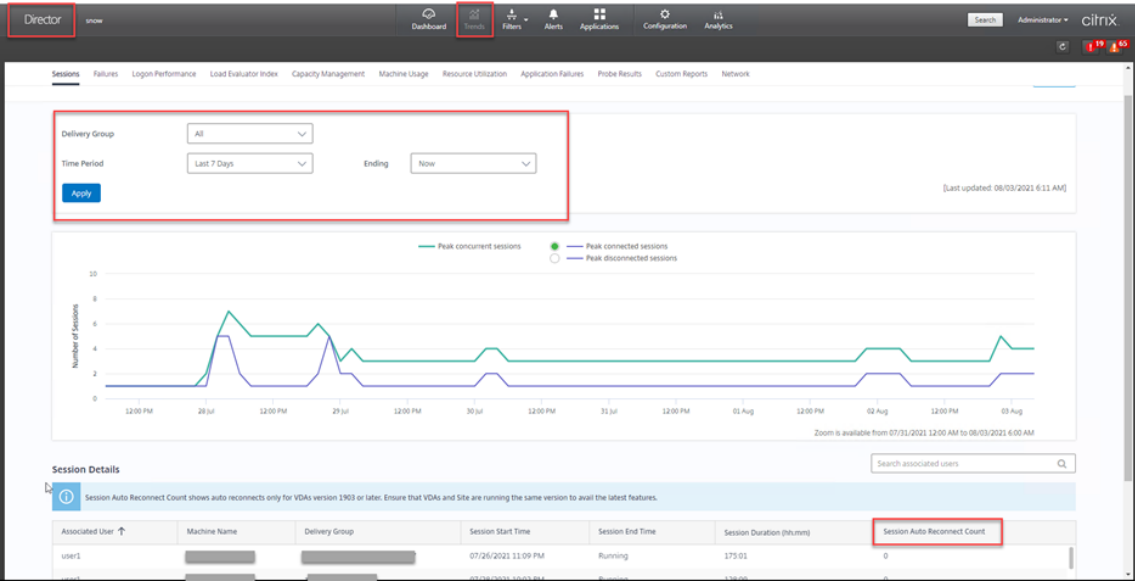 Director snow Dashboard Trends Filters Alerts Applications Configuration Analytics Search Administrator citrix
19 65
Sessions Failures Logon Performance Load Evaluator Index Capacity Management Machine Usage Resource Utilization Application Failures Probe Results Custom Reports Network
Delivery Group All
Time Period Last 7 Days Ending Now
Apply
[Last updated: 08/03/2021 6:11 AM]
Peak concurrent sessions Peak connected sessions
Peak disconnected sessions
Number of Sessions
10
8
6
4
2
0
12:00 PM 28 Jul 12:00 PM 29 Jul 12:00 PM 30 Jul 12:00 PM 31 Jul 12:00 PM 01 Aug 12:00 PM 02 Aug 12:00 PM 03 Aug
Zoom is available from 07/31/2021 12:00 AM to 08/03/2021 6:00 AM
Session Details Search associated users
Session Auto Reconnect Count shows auto reconnects only for VDAs version 1903 or later. Ensure that VDAs and Site are running the same version to avail the latest features.
Associated User Machine Name Delivery Group Session Start Time Session End Time Session Duration (hh.mm) Session Auto Reconnect Count
user1 07/26/2021 11:09 PM Running 175:01 0